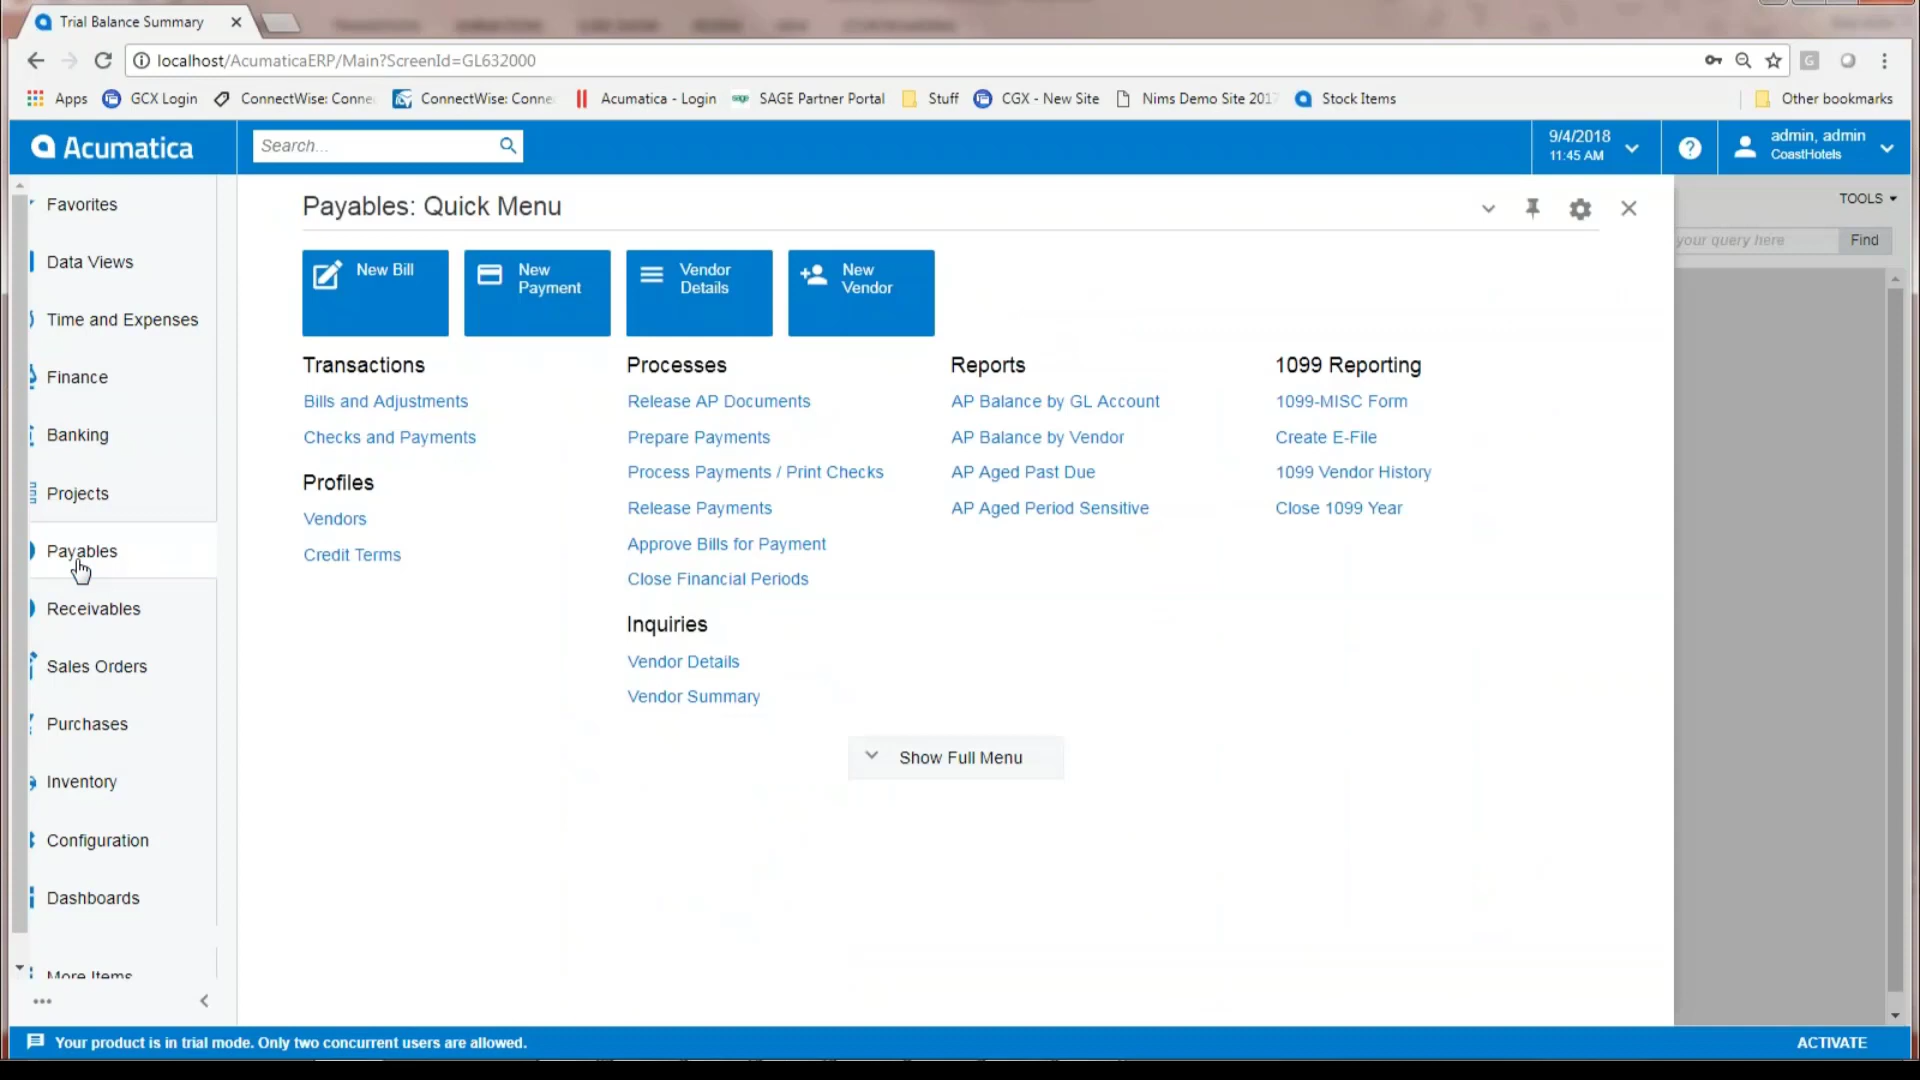 Trial Balance Summary
localhost/AcumaticaERP/Main?ScreenId=GL632000
G
Apps
GCX Login
ConnectWise: Conne
ConnectWise: Conne
Acumatica - Login
SAGE Partner Portal
Stuff
CGX - New Site
Nims Demo Site 2017
Stock Items
Other bookmarks
Acumatica
Search...
9/4/2018
11:45 AM
admin, admin
CoastHotels
Favorites
Data Views
Time and Expenses
Finance
Banking
Projects
Payables
Receivables
Sales Orders
Purchases
Inventory
Configuration
Dashboards
More Items
Payables: Quick Menu
TOOLS
your query here
Find
New Bill
New
Payment
Vendor
Details
New
Vendor
Transactions
Bills and Adjustments
Checks and Payments
Profiles
Vendors
Credit Terms
Processes
Release AP Documents
Prepare Payments
Process Payments / Print Checks
Release Payments
Approve Bills for Payment
Close Financial Periods
Inquiries
Vendor Details
Vendor Summary
Reports
AP Balance by GL Account
AP Balance by Vendor
AP Aged Past Due
AP Aged Period Sensitive
1099 Reporting
1099-MISC Form
Create E-File
1099 Vendor History
Close 1099 Year
Show Full Menu
Your product is in trial mode. Only two concurrent users are allowed.
ACTIVATE